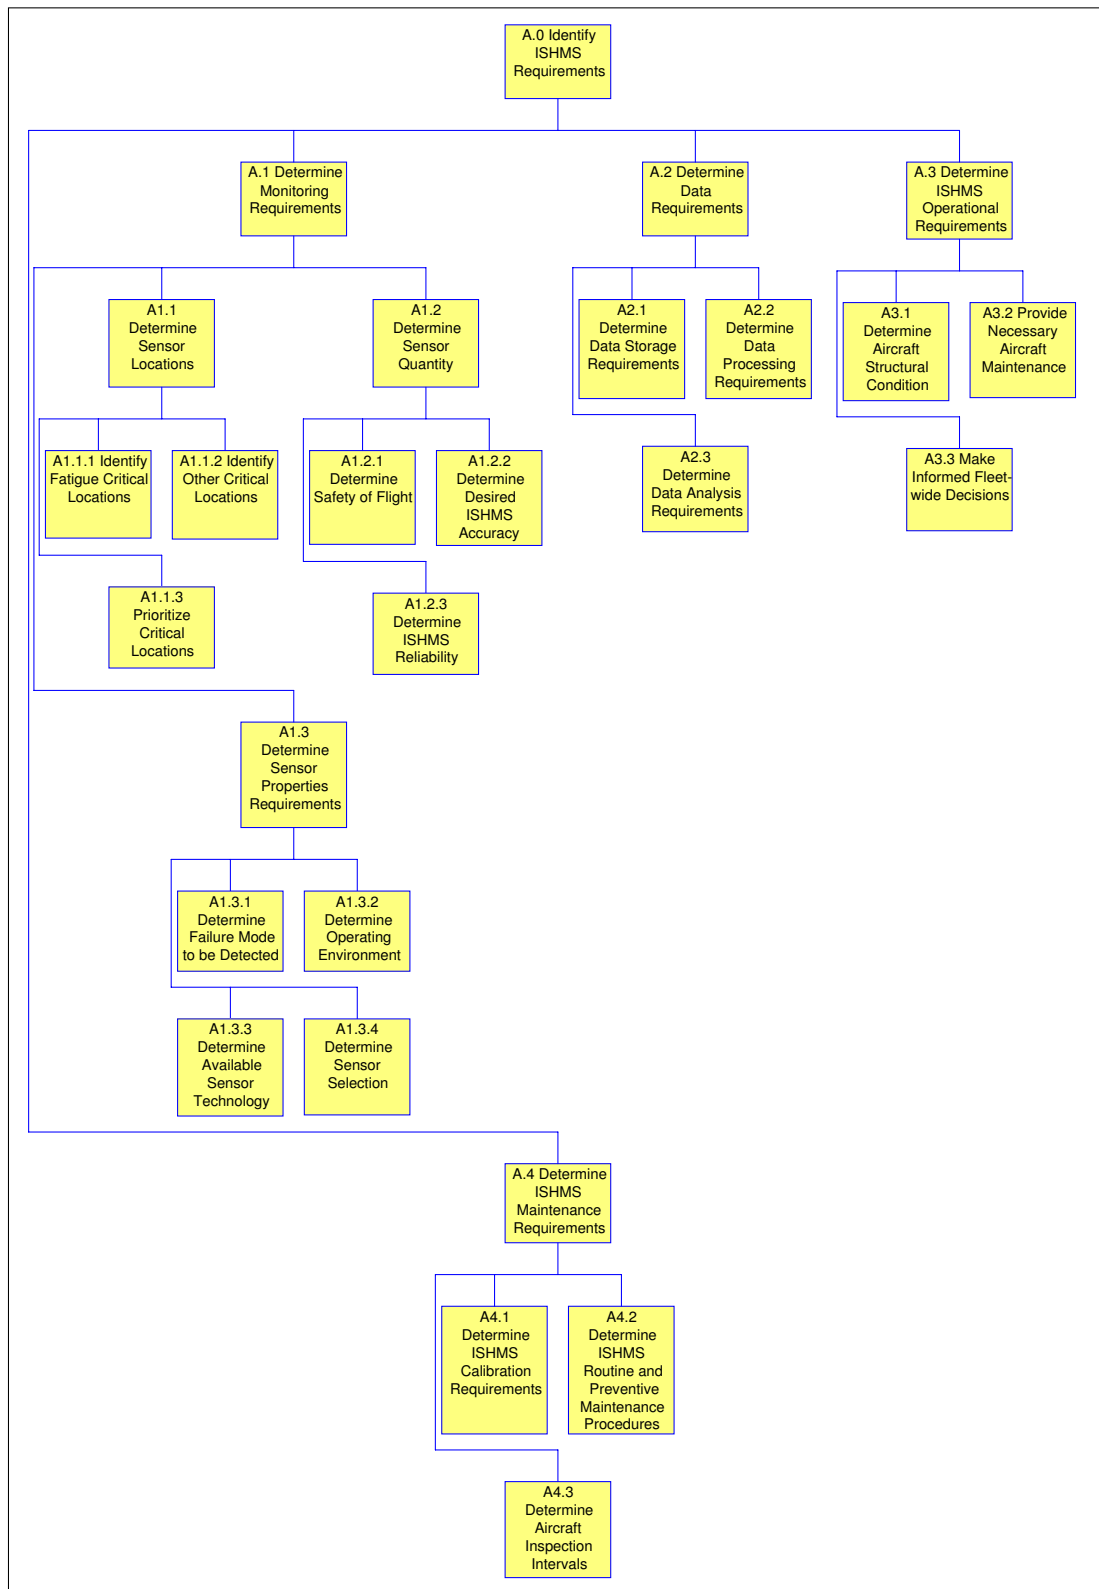 A.0 Identify
ISHMS
Requirements
A.1 Determine
Monitoring
Requirements
A.2 Determine
Data
Requirements
A.3 Determine
ISHMS
Operational
Requirements
A1.1
Determine
Sensor
Locations
A1.2
Determine
Sensor
Quantity
A2.1
Determine
Data Storage
Requirements
A2.2
Determine
Data
Processing
Requirements
A3.1
Determine
Aircraft
Structural
Condition
A3.2 Provide
Necessary
Aircraft
Maintenance
A1.1.1 Identify
Fatigue Critical
Locations
A1.1.2 Identify
Other Critical
Locations
A1.2.1
Determine
Safety of Flight
A1.2.2
Determine
Desired
ISHMS
Accuracy
A2.3
Determine
Data Analysis
Requirements
A3.3 Make
Informed Fleet-
wide Decisions
A1.1.3
Prioritize
Critical
Locations
A1.2.3
Determine
ISHMS
Reliability
A1.3
Determine
Sensor
Properties
Requirements
A1.3.1
Determine
Failure Mode
to be Detected
A1.3.2
Determine
Operating
Environment
A1.3.3
Determine
Available
Sensor
Technology
A1.3.4
Determine
Sensor
Selection
A.4 Determine
ISHMS
Maintenance
Requirements
A4.1
Determine
ISHMS
Calibration
Requirements
A4.2
Determine
ISHMS
Routine and
Preventive
Maintenance
Procedures
A4.3
Determine
Aircraft
Inspection
Intervals